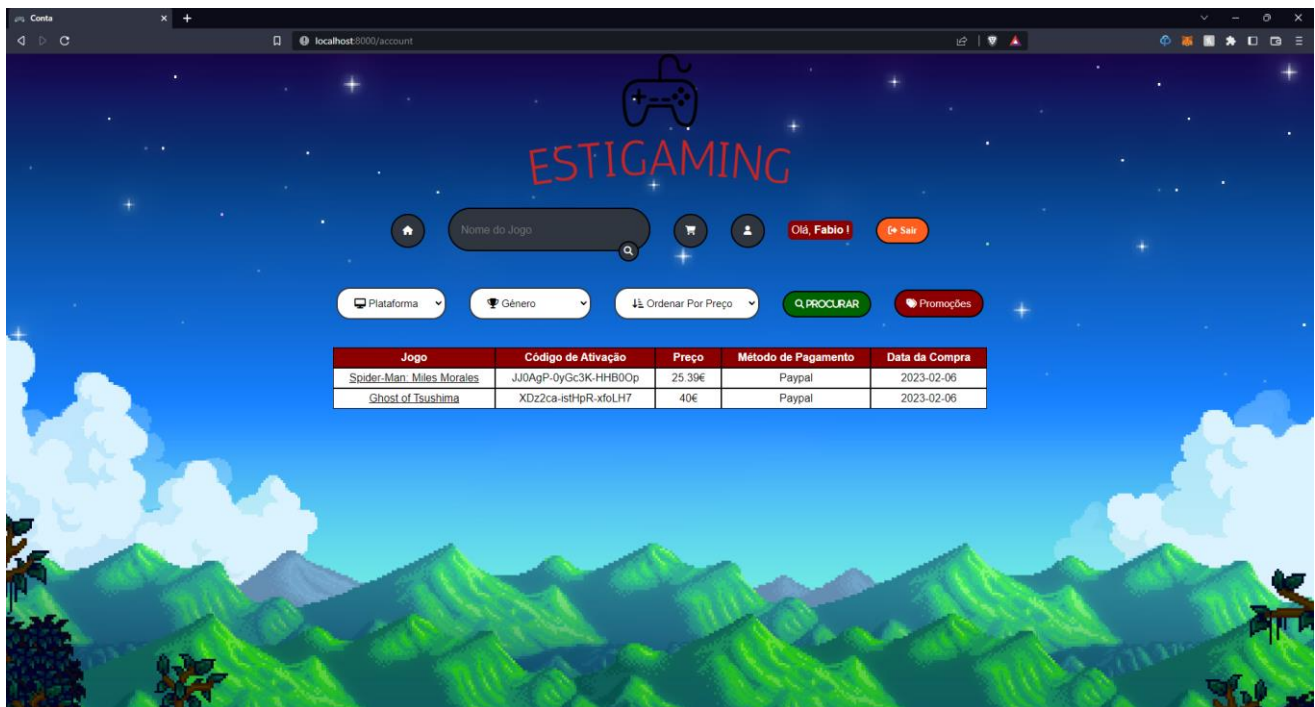 Conta
localhost:8000/account
ESTIGAMING
Nome do Jogo
Olá, Fabio !
Sair
Plataforma
Género
Ordenar Por Preço
PROCURAR
Promoções
Jogo Código de Ativação Preço Método de Pagamento Data da Compra
Spider-Man: Miles Morales JJ0AgP-0yGc3K-HHB0Op 25.39€ Paypal 2023-02-06
Ghost of Tsushima XDz2ca-istHpR-xfoLH7 40€ Paypal 2023-02-06